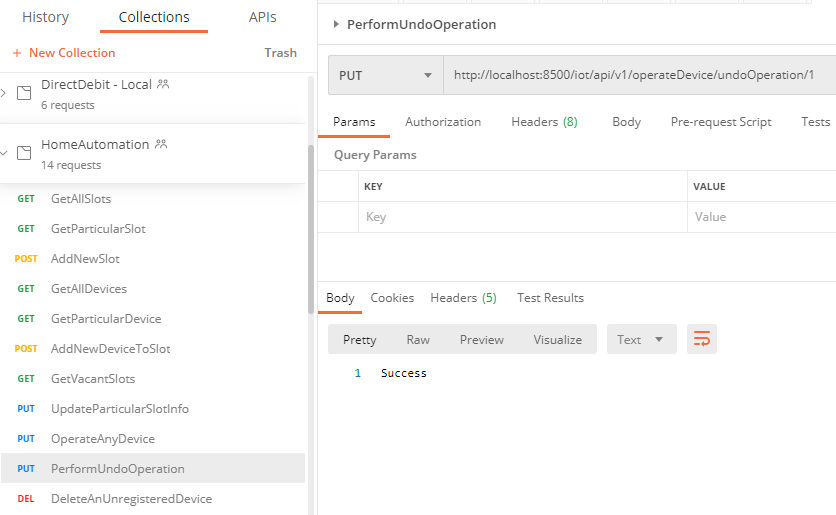 History Collections APIs
+ New Collection Trash
DirectDebit - Local
6 requests
HomeAutomation
14 requests
GET GetAllSlots
GET GetParticularSlot
POST AddNewSlot
GET GetAllDevices
GET GetParticularDevice
POST AddNewDeviceToSlot
GET GetVacantSlots
PUT UpdateParticularSlotInfo
PUT OperateAnyDevice
PUT PerformUndoOperation
DEL DeleteAnUnregisteredDevice
PerformUndoOperation
PUT http://localhost:8500/iot/api/v1/operateDevice/undoOperation/1
Params Authorization Headers (8) Body Pre-request Script Tests
Query Params
KEY VALUE
Key Value
Body Cookies Headers (5) Test Results
Pretty Raw Preview Visualize Text
1 Success